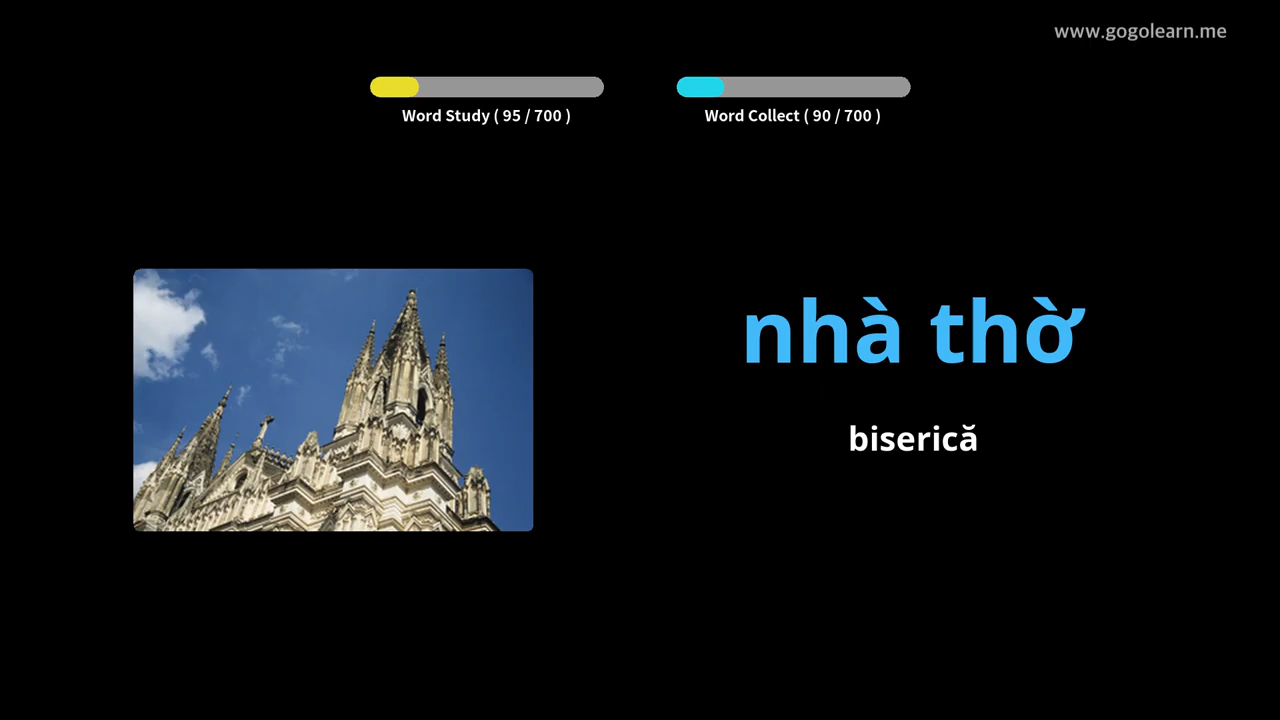 www.gogolearn.me
Word Study ( 95 / 700 )
Word Collect ( 90 / 700 )
nhà thờ
biserică